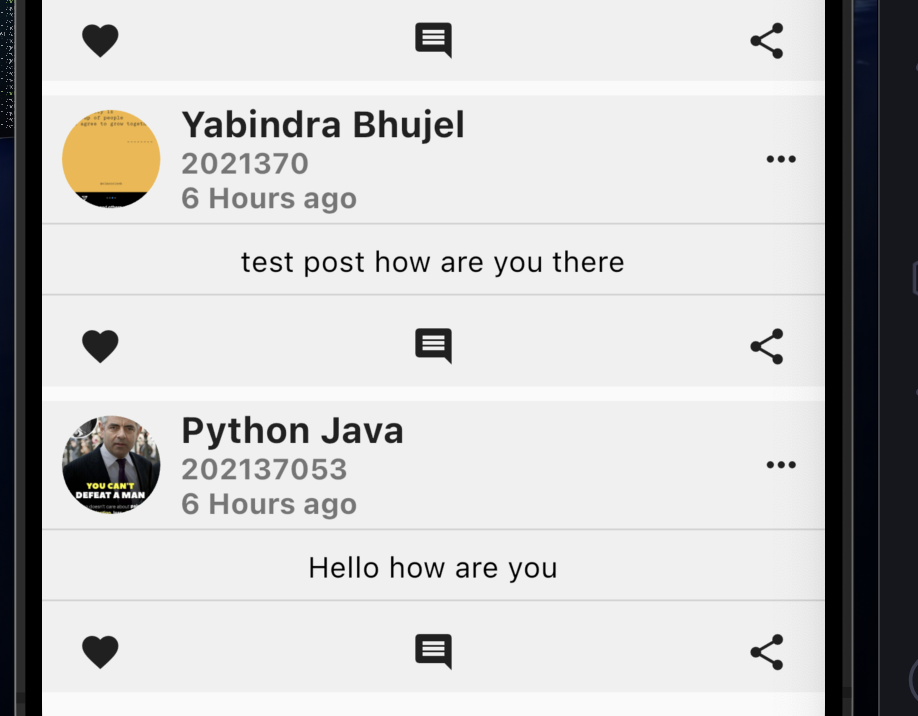 Yabindra Bhujel
2021370
6 Hours ago
test post how are you there
Python Java
202137053
6 Hours ago
YOU CAN'T
DEFEAT A MAN
Hello how are you